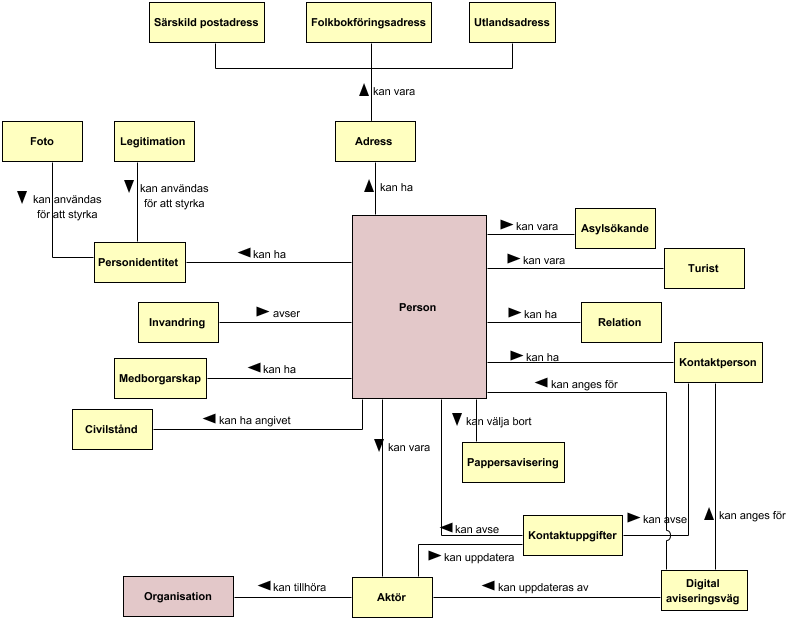 Särskild postadress
Folkbokföringsadress
Utlandsadress
kan vara
Foto
Legitimation
Adress
kan användas
för att styrka
kan användas
för att styrka
kan ha
Personidentitet
kan ha
Person
kan vara
Asylsökande
kan vara
Turist
Invandring
avser
kan ha
Relation
Medborgarskap
kan ha
kan ha
Kontaktperson
kan anges för
Civilstånd
kan ha angivet
kan vara
kan välja bort
Pappersavisering
kan avse
Kontaktuppgifter
kan avse
kan anges för
kan uppdatera
Organisation
kan tillhöra
Aktör
kan uppdateras av
Digital
aviseringsväg